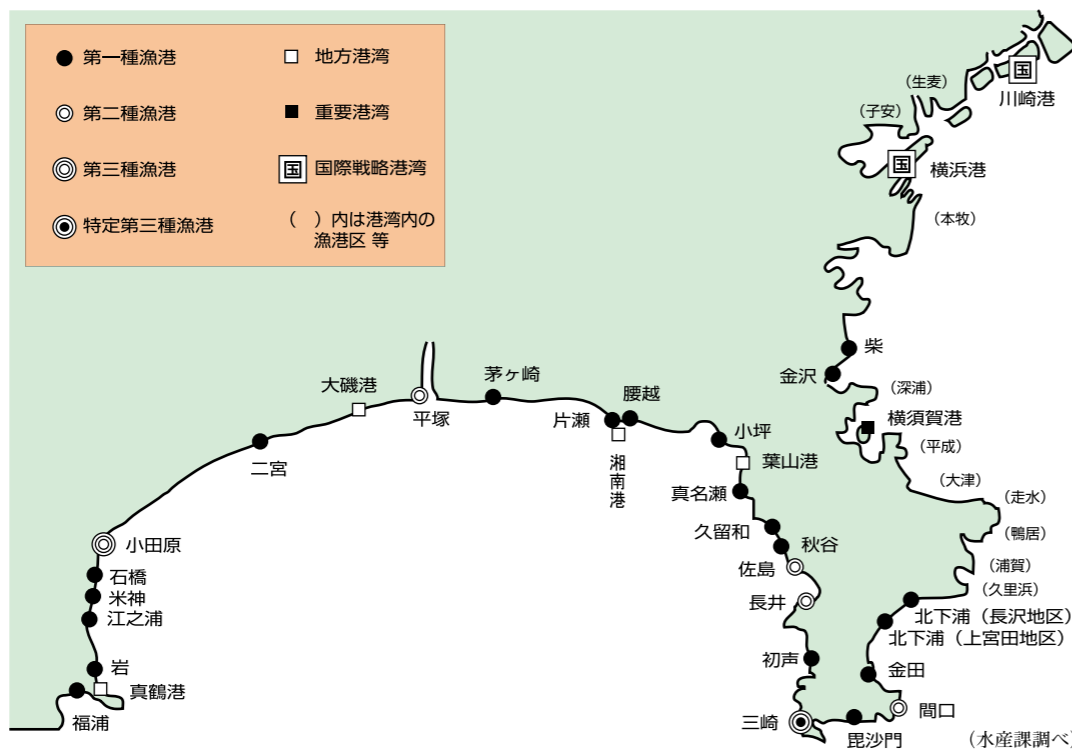 第一種漁港
第二種漁港
第三種漁港
特定第三種漁港
地方港湾
重要港湾
国 国際戦略港湾
（　）内は港湾内の
漁港区 等
（生麦）
国
川崎港
（子安）
国
横浜港
（本牧）
柴
金沢
（深浦）
横須賀港
（平成）
（大津）
（走水）
（鴨居）
（浦賀）
（久里浜）
北下浦（長沢地区）
北下浦（上宮田地区）
金田
間口
毘沙門
三崎
初声
長井
佐島
秋谷
久留和
真名瀬
葉山港
小坪
腰越
片瀬
湘南港
茅ヶ崎
平塚
大磯港
二宮
小田原
石橋
米神
江之浦
岩
真鶴港
福浦
（水産課調べ）